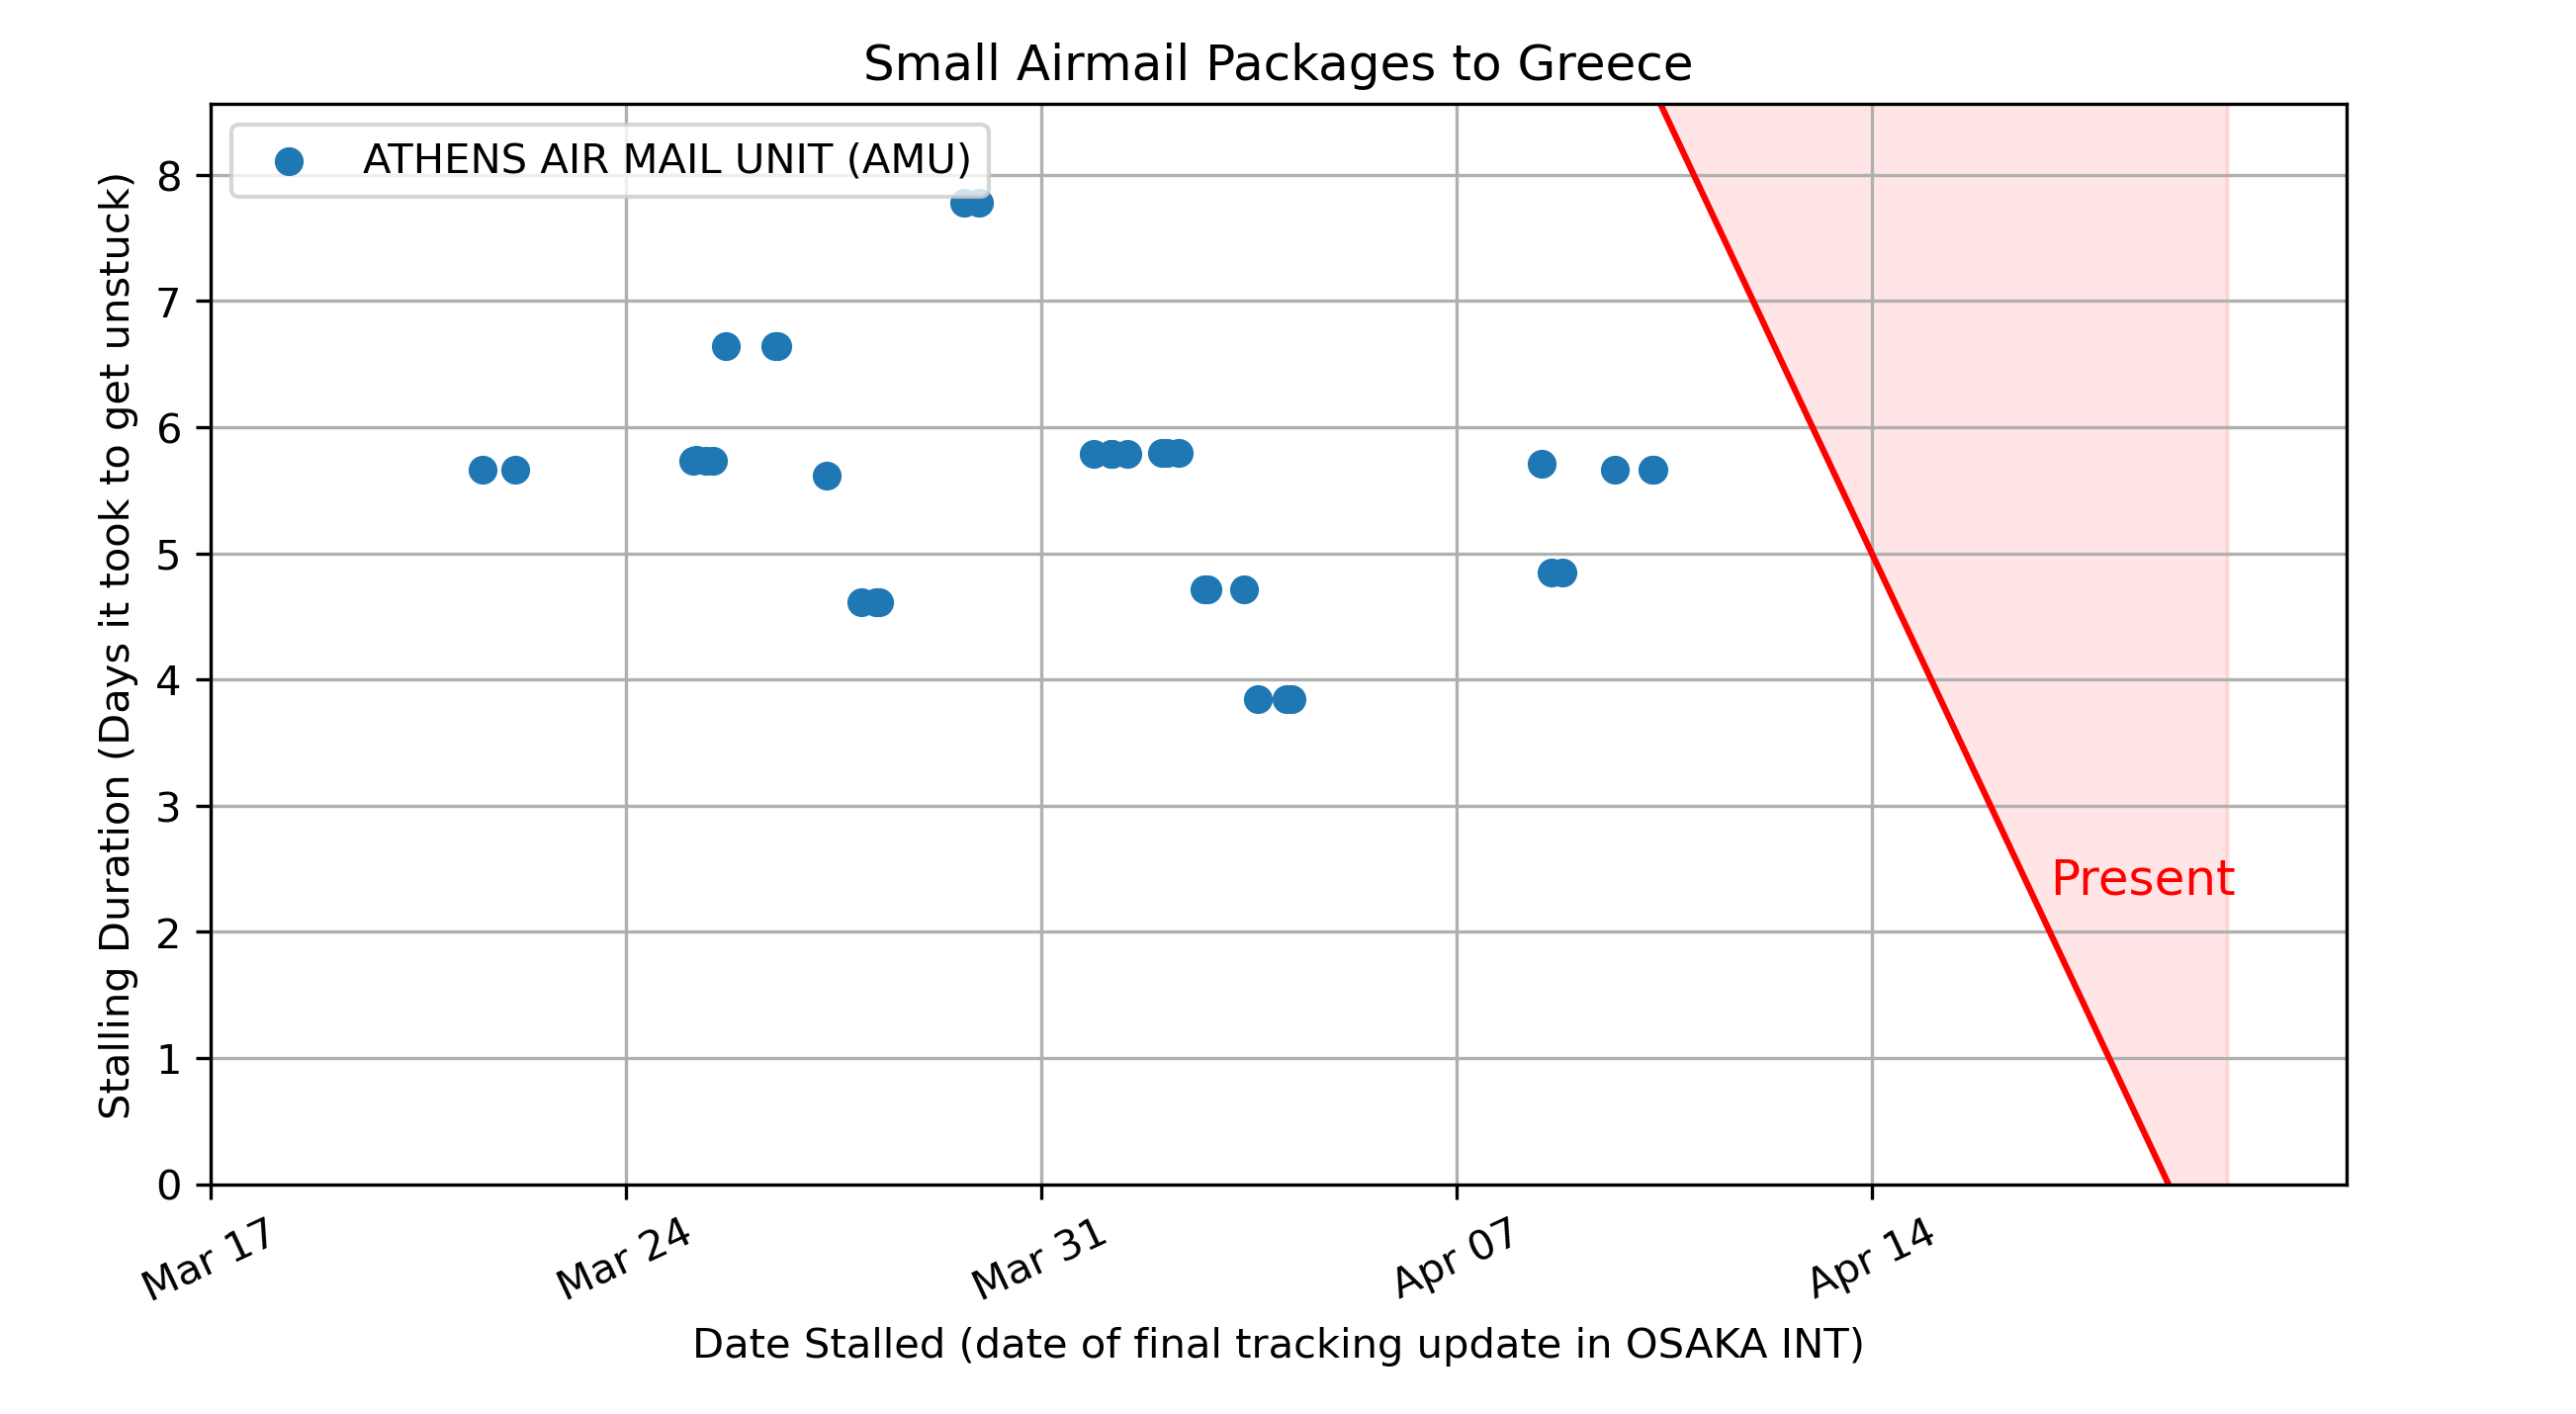 Small Airmail Packages to Greece
ATHENS AIR MAIL UNIT (AMU)
Stalling Duration (Days it took to get unstuck)
8
7
6
5
4
3
2
1
0
Present
Mar 17
Mar 24
Mar 31
Apr 07
Apr 14
Date Stalled (date of final tracking update in OSAKA INT)